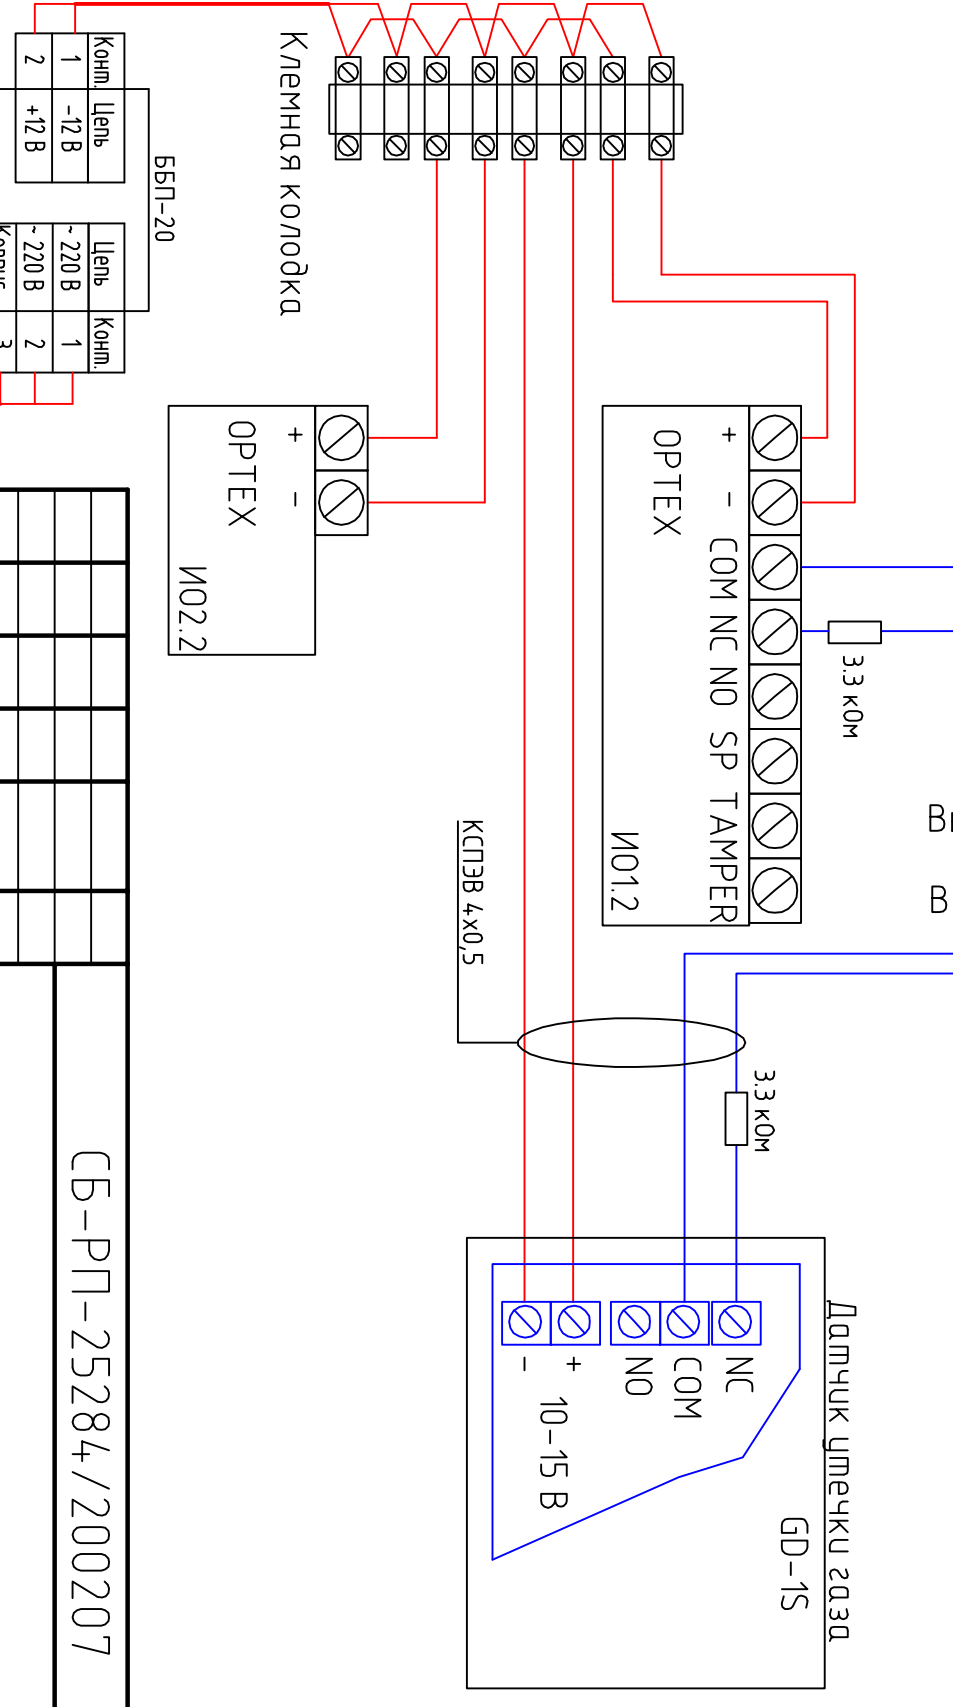 Клемная колодка
ББП-20
Конт. Цепь
1 -12 В
2 +12 В
Цепь Конт.
~ 220 В 1
~ 220 В 2
3
+ -
OPTEX
ИО2.2
+ - COM NC NO SP TAMPER
OPTEX
ИО1.2
3.3 кОм
В
КСПЭВ 4х0,5
3.3 кОм
Датчик утечки газа
GD-1S
NC
COM
NO
+
-
10-15 В
СБ-РП-25284/200207